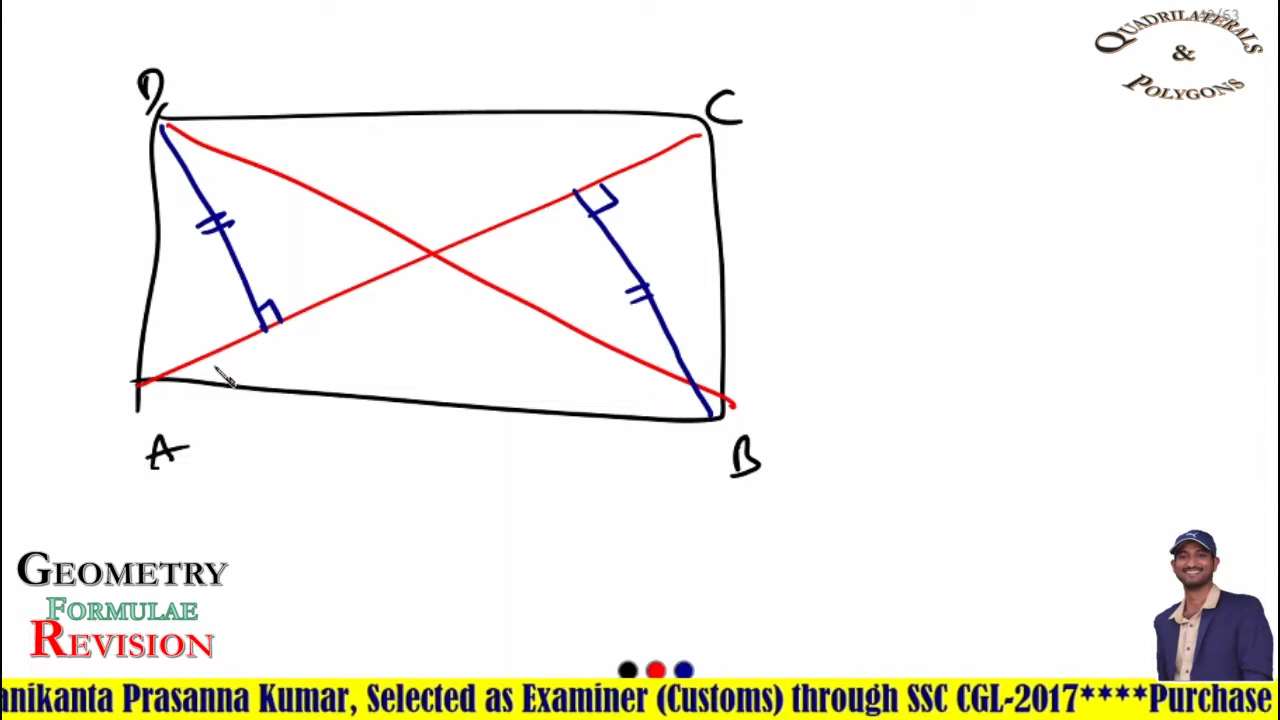 QUADRILATERALS
&
POLYGONS
D
C
A
B
GEOMETRY
FORMULAE
REVISION
anikanta Prasanna Kumar, Selected as Examiner (Customs) through SSC CGL-2017****Purchase